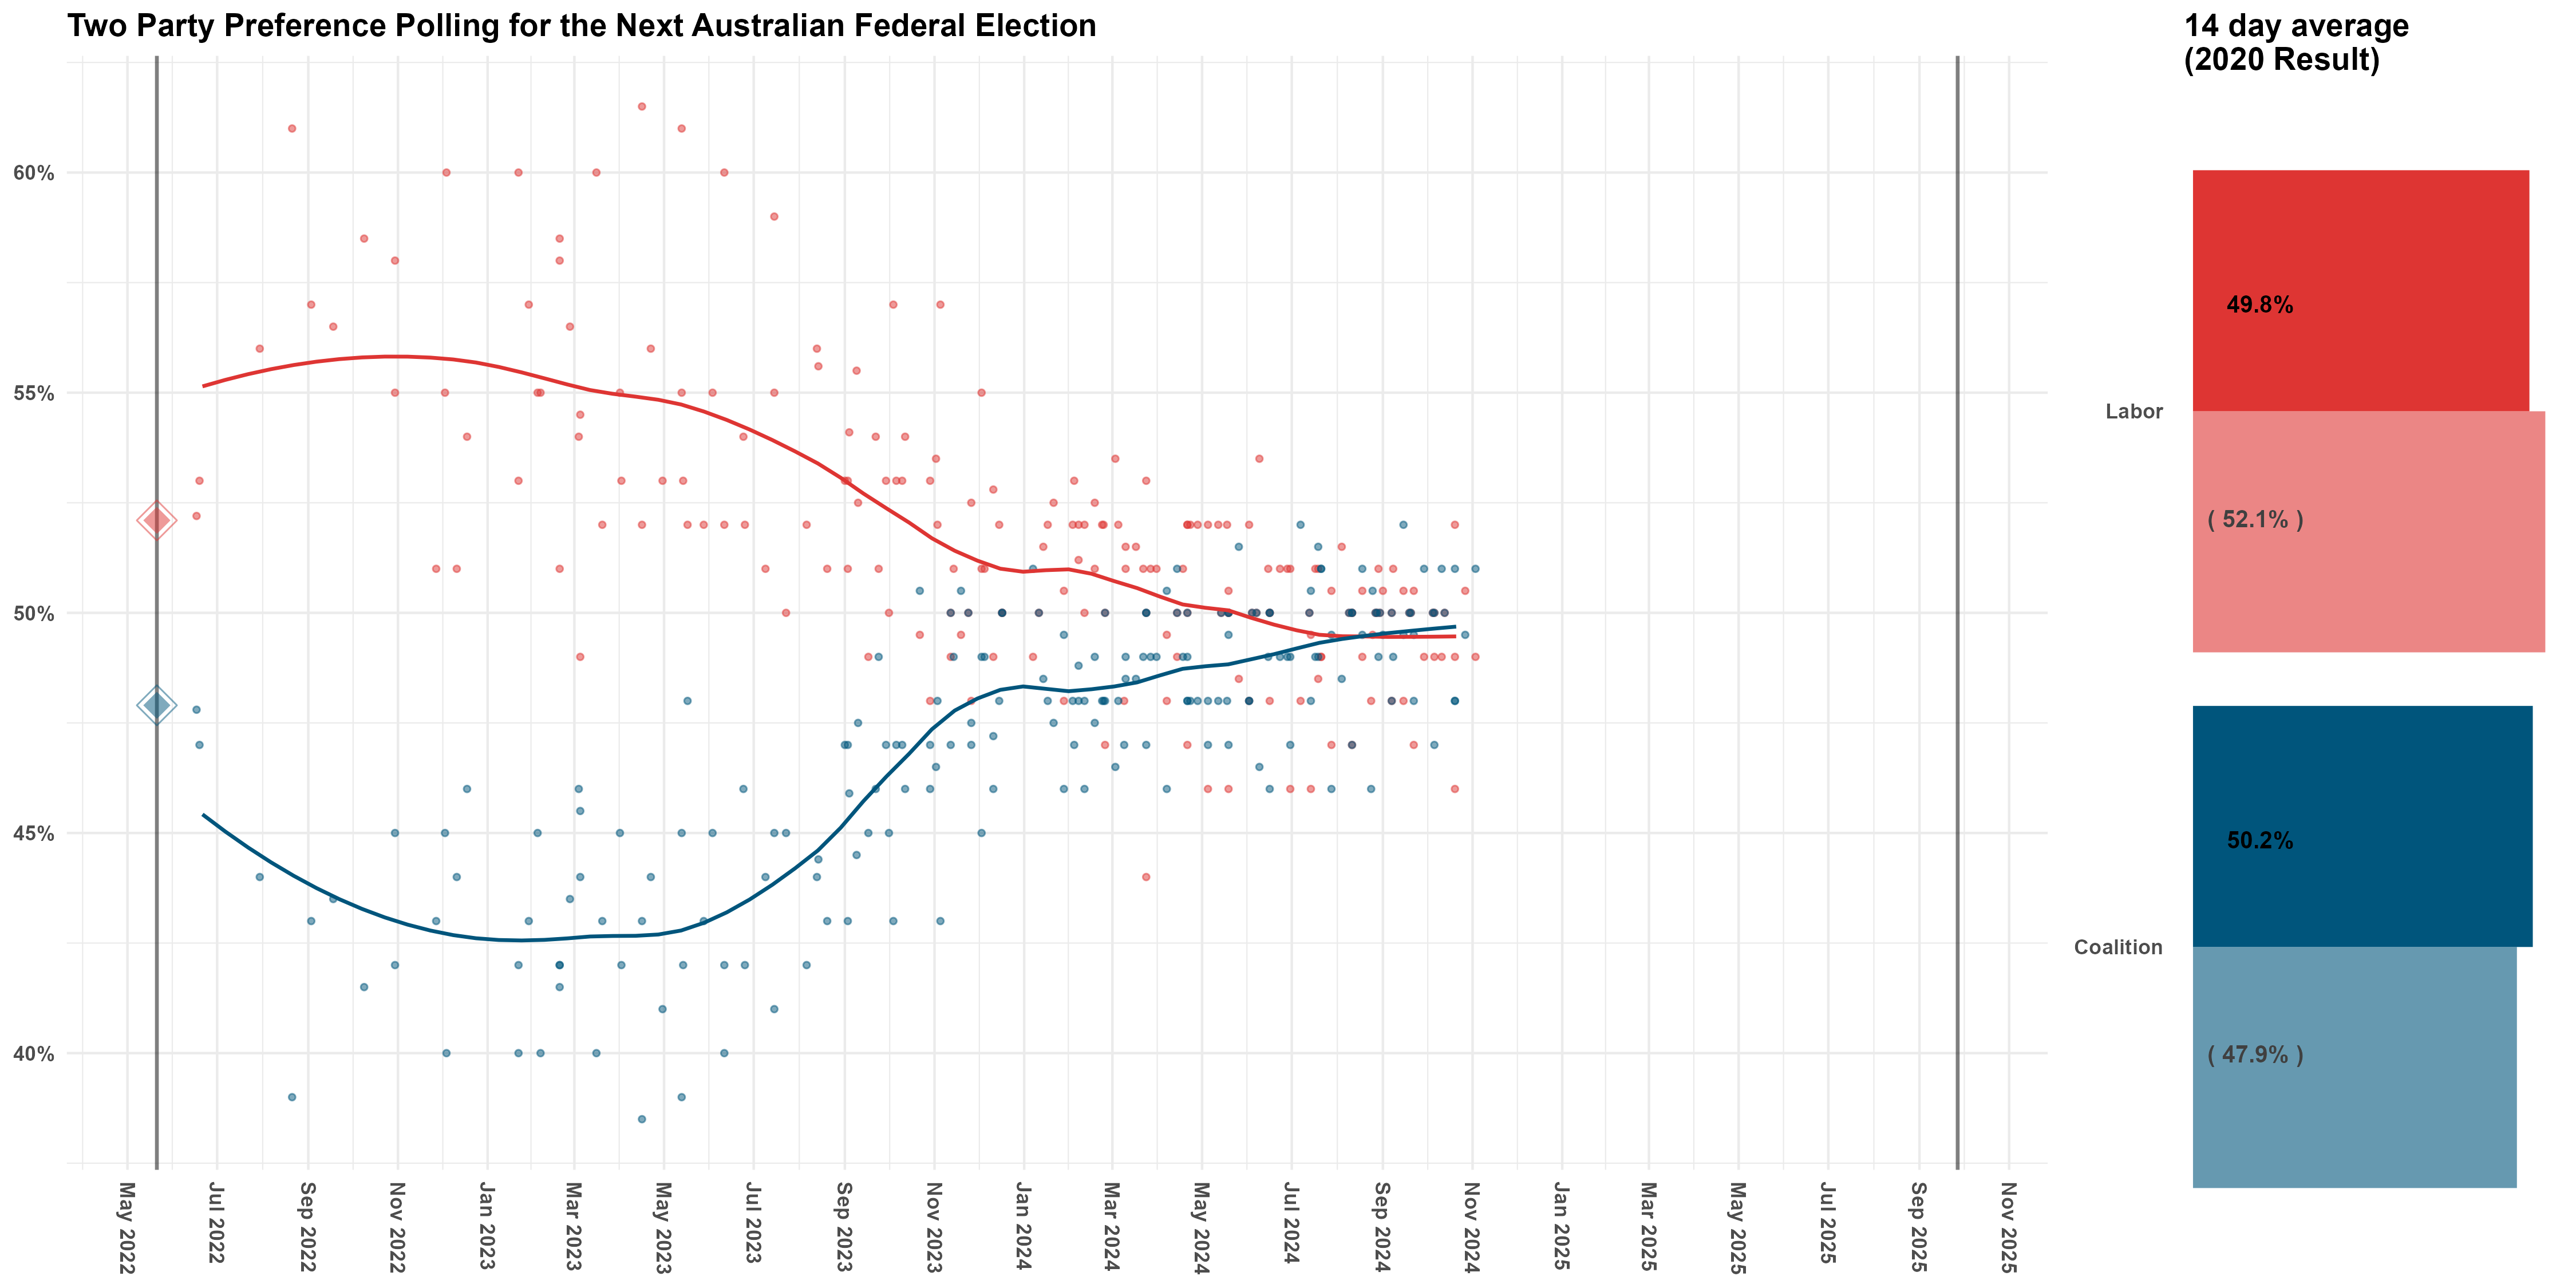 Two Party Preference Polling for the Next Australian Federal Election
14 day average
(2020 Result)
60%
55%
50%
45%
40%
May 2022
Jul 2022
Sep 2022
Nov 2022
Jan 2023
Mar 2023
May 2023
Jul 2023
Sep 2023
Nov 2023
Jan 2024
Mar 2024
May 2024
Jul 2024
Sep 2024
Nov 2024
Jan 2025
Mar 2025
May 2025
Jul 2025
Sep 2025
Nov 2025
Labor
49.8%
( 52.1% )
Coalition
50.2%
( 47.9% )